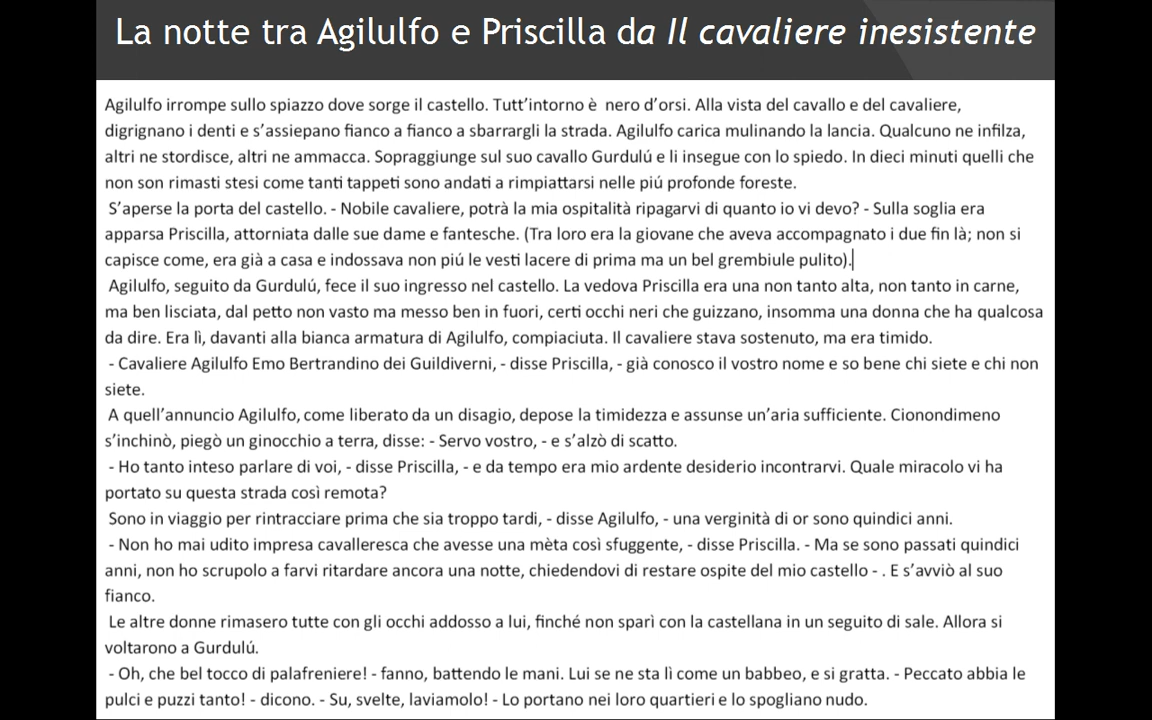 La notte tra Agilulfo e Priscilla da Il cavaliere inesistente
Agilulfo irrompe sullo spiazzo dove sorge il castello. Tutt’intorno è nero d’orsi. Alla vista del cavallo e del cavaliere,
digrignano i denti e s’assiepano fianco a fianco a sbarrargli la strada. Agilulfo carica mulinando la lancia. Qualcuno ne infilza,
altri ne stordisce, altri ne ammacca. Sopraggiunge sul suo cavallo Gurdulú e li insegue con lo spiedo. In dieci minuti quelli che
non son rimasti stesi come tanti tappeti sono andati a rimpiattarsi nelle piú profonde foreste.
S’aperse la porta del castello. - Nobile cavaliere, potrà la mia ospitalità ripagarvi di quanto io vi devo? - Sulla soglia era
apparsa Priscilla, attorniata dalle sue dame e fantesche. (Tra loro era la giovane che aveva accompagnato i due fin là; non si
capisce come, era già a casa e indossava non piú le vesti lacere di prima ma un bel grembiule pulito).
Agilulfo, seguito da Gurdulú, fece il suo ingresso nel castello. La vedova Priscilla era una non tanto alta, non tanto in carne,
ma ben lisciata, dal petto non vasto ma messo ben in fuori, certi occhi neri che guizzano, insomma una donna che ha qualcosa
da dire. Era lì, davanti alla bianca armatura di Agilulfo, compiaciuta. Il cavaliere stava sostenuto, ma era timido.
- Cavaliere Agilulfo Emo Bertrandino dei Guildiverni, - disse Priscilla, - già conosco il vostro nome e so bene chi siete e chi non
siete.
A quell’annuncio Agilulfo, come liberato da un disagio, depose la timidezza e assunse un’aria sufficiente. Cionondimeno
s’inchinò, piegò un ginocchio a terra, disse: - Servo vostro, - e s’alzò di scatto.
- Ho tanto inteso parlare di voi, - disse Priscilla, - e da tempo era mio ardente desiderio incontrarvi. Quale miracolo vi ha
portato su questa strada così remota?
Sono in viaggio per rintracciare prima che sia troppo tardi, - disse Agilulfo, - una verginità di or sono quindici anni.
- Non ho mai udito impresa cavalleresca che avesse una mèta così sfuggente, - disse Priscilla. - Ma se sono passati quindici
anni, non ho scrupolo a farvi ritardare ancora una notte, chiedendovi di restare ospite del mio castello - . E s’avviò al suo
fianco.
Le altre donne rimasero tutte con gli occhi addosso a lui, finché non sparì con la castellana in un seguito di sale. Allora si
voltarono a Gurdulú.
- Oh, che bel tocco di palafreniere! - fanno, battendo le mani. Lui se ne sta lì come un babbeo, e si gratta. - Peccato abbia le
pulci e puzzi tanto! - dicono. - Su, svelte, laviamolo! - Lo portano nei loro quartieri e lo spogliano nudo.